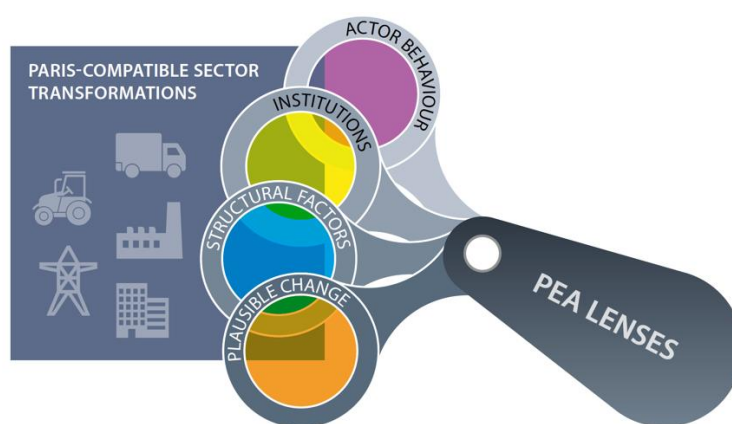 PARIS-COMPATIBLE SECTOR
TRANSFORMATIONS
ACTOR BEHAVIOUR
INSTITUTIONS
STRUCTURAL FACTORS
PLAUSIBLE CHANGE
PEA LENSES